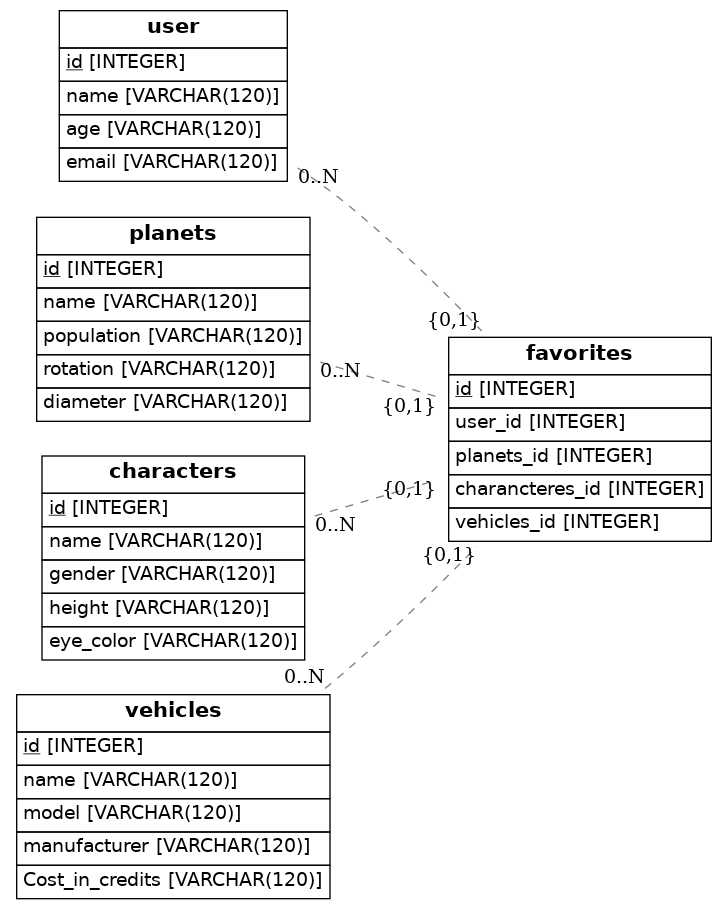 user
id [INTEGER]
name [VARCHAR(120)]
age [VARCHAR(120)]
email [VARCHAR(120)]
0..N
{0,1}
planets
id [INTEGER]
name [VARCHAR(120)]
population [VARCHAR(120)]
rotation [VARCHAR(120)]
diameter [VARCHAR(120)]
0..N
{0,1}
favorites
id [INTEGER]
user_id [INTEGER]
planets_id [INTEGER]
charancteres_id [INTEGER]
vehicles_id [INTEGER]
characters
id [INTEGER]
name [VARCHAR(120)]
gender [VARCHAR(120)]
height [VARCHAR(120)]
eye_color [VARCHAR(120)]
{0,1}
0..N
{0,1}
0..N
vehicles
id [INTEGER]
name [VARCHAR(120)]
model [VARCHAR(120)]
manufacturer [VARCHAR(120)]
Cost_in_credits [VARCHAR(120)]